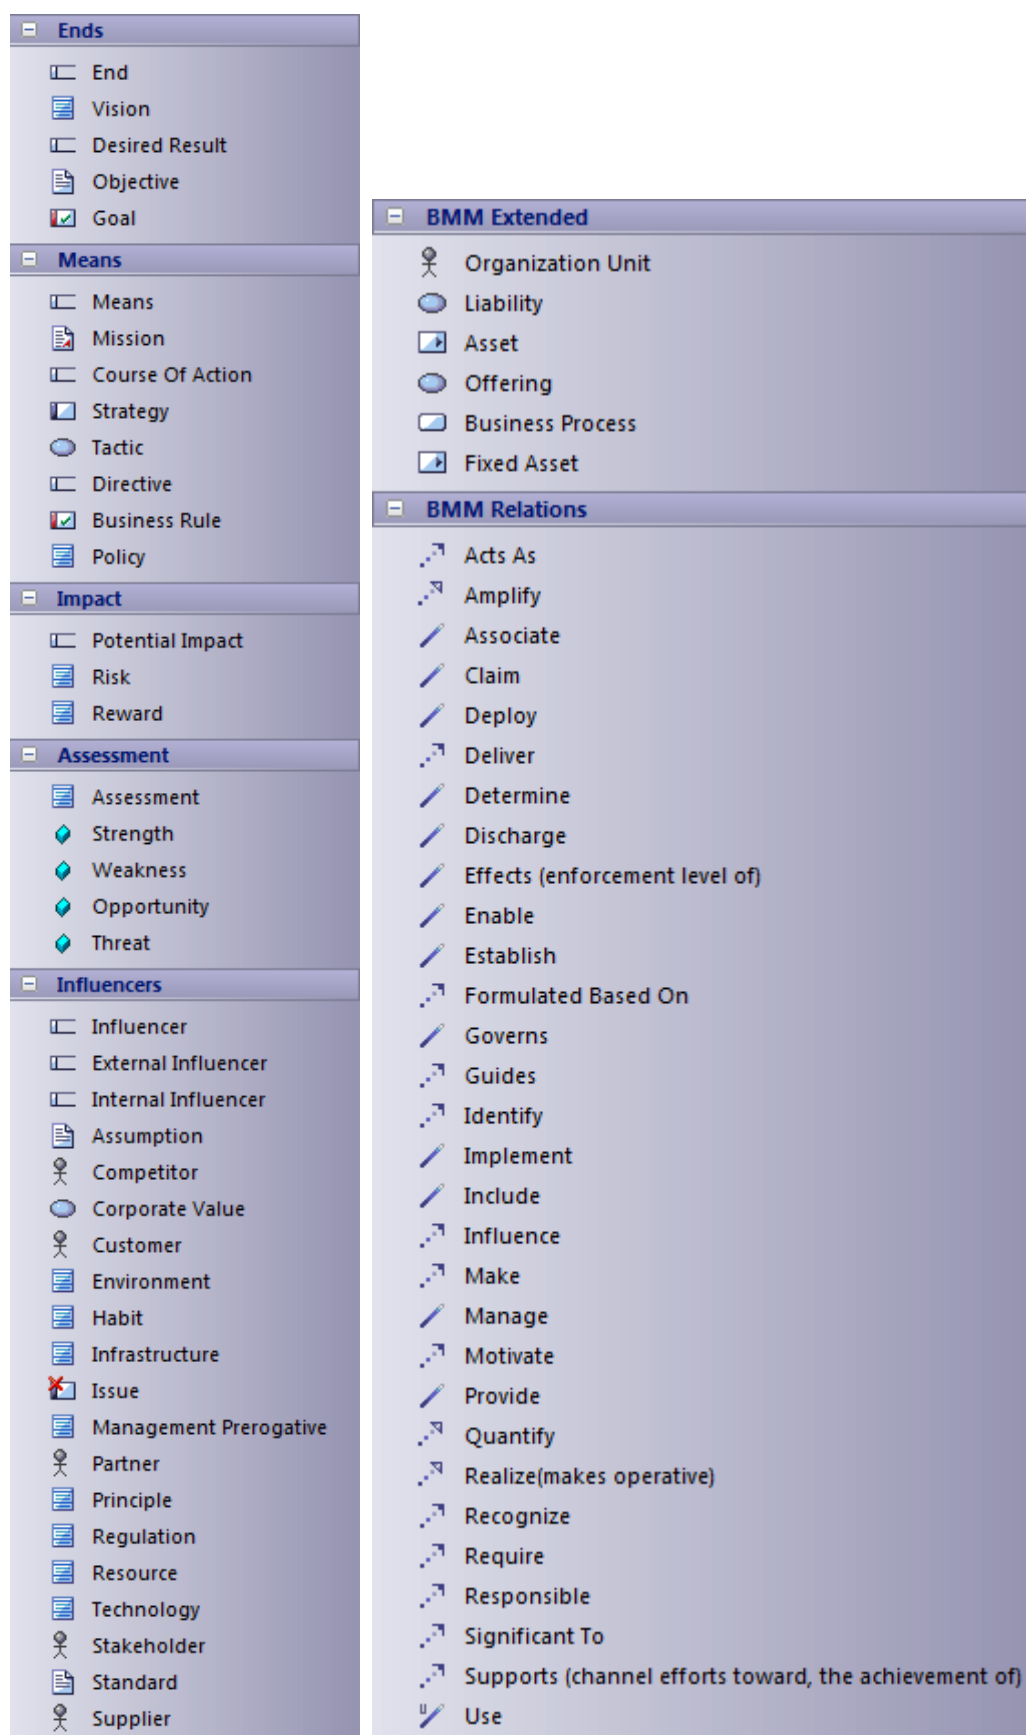 Ends
End
Vision
Desired Result
Objective
Goal
Means
Means
Mission
Course Of Action
Strategy
Tactic
Directive
Business Rule
Policy
Impact
Potential Impact
Risk
Reward
Assessment
Assessment
Strength
Weakness
Opportunity
Threat
Influencers
Influencer
External Influencer
Internal Influencer
Assumption
Competitor
Corporate Value
Customer
Environment
Habit
Infrastructure
Issue
Management Prerogative
Partner
Principle
Regulation
Resource
Technology
Stakeholder
Standard
Supplier
BMM Extended
Organization Unit
Liability
Asset
Offering
Business Process
Fixed Asset
BMM Relations
Acts As
Amplify
Associate
Claim
Deploy
Deliver
Determine
Discharge
Effects (enforcement level of)
Enable
Establish
Formulated Based On
Governs
Guides
Identify
Implement
Include
Influence
Make
Manage
Motivate
Provide
Quantify
Realize(makes operative)
Recognize
Require
Responsible
Significant To
Supports (channel efforts toward, the achievement of)
Use